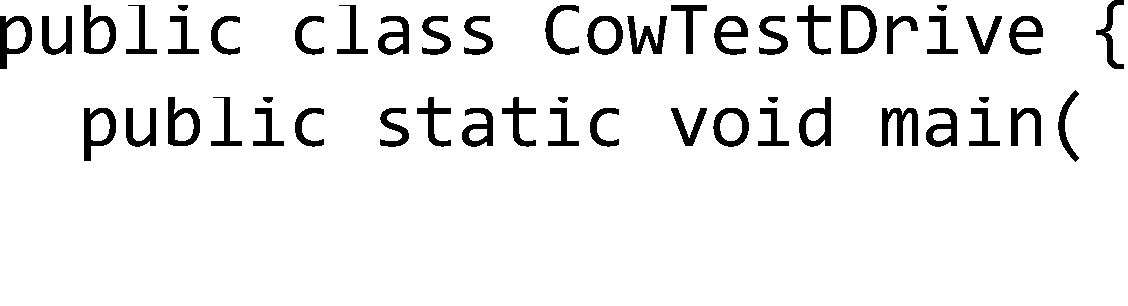 public class CowTestDrive {
  public static void main(